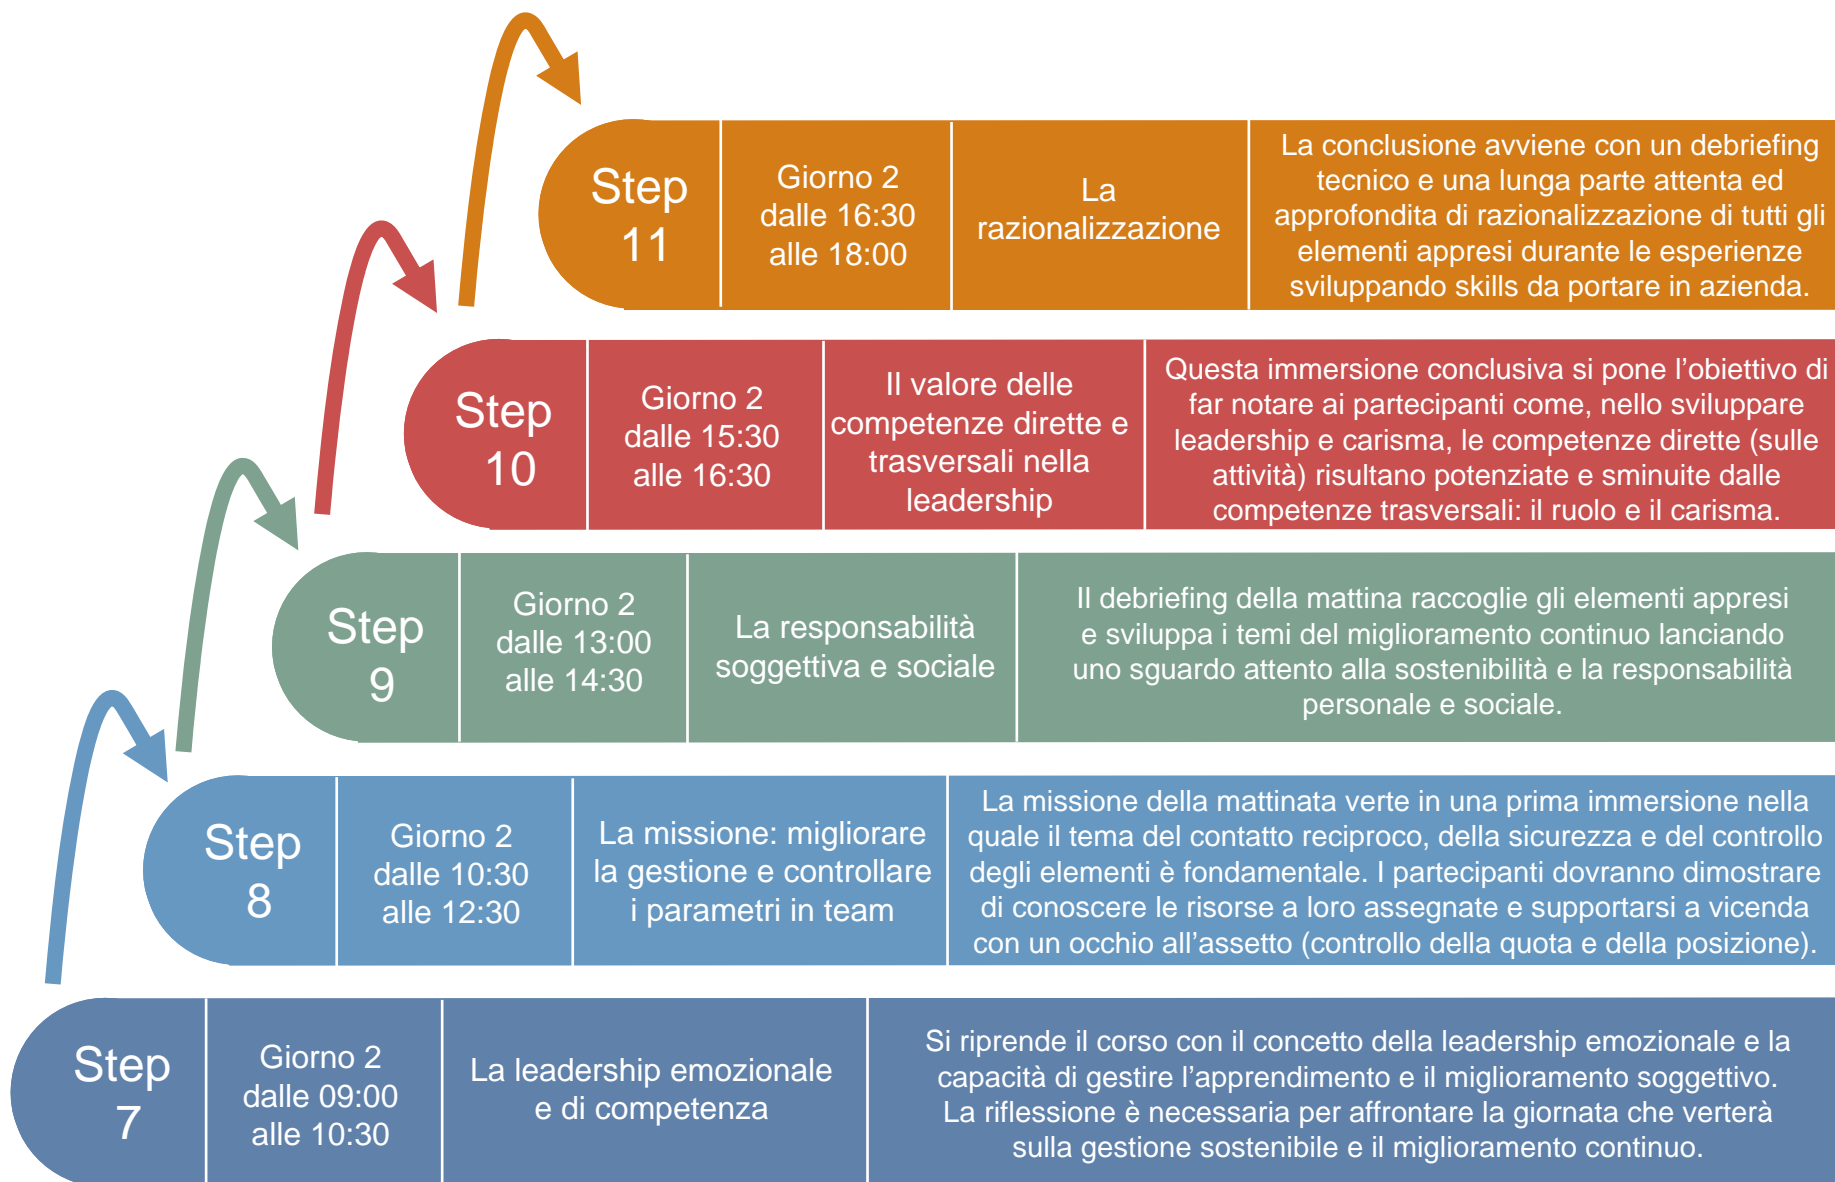 Step
11
Giorno 2
dalle 16:30
alle 18:00
La
razionalizzazione
La conclusione avviene con un debriefing
tecnico e una lunga parte attenta ed
approfondita di razionalizzazione di tutti gli
elementi appresi durante le esperienze
sviluppando skills da portare in azienda.
Step
10
Giorno 2
dalle 15:30
alle 16:30
Il valore delle
competenze dirette e
trasversali nella
leadership
Questa immersione conclusiva si pone l’obiettivo di
far notare ai partecipanti come, nello sviluppare
leadership e carisma, le competenze dirette (sulle
attività) risultano potenziate e sminuite dalle
competenze trasversali: il ruolo e il carisma.
Step
9
Giorno 2
dalle 13:00
alle 14:30
La responsabilità
soggettiva e sociale
Il debriefing della mattina raccoglie gli elementi appresi
e sviluppa i temi del miglioramento continuo lanciando
uno sguardo attento alla sostenibilità e la responsabilità
personale e sociale.
Step
8
Giorno 2
dalle 10:30
alle 12:30
La missione: migliorare
la gestione e controllare
i parametri in team
La missione della mattinata verte in una prima immersione nella
quale il tema del contatto reciproco, della sicurezza e del controllo
degli elementi è fondamentale. I partecipanti dovranno dimostrare
di conoscere le risorse a loro assegnate e supportarsi a vicenda
con un occhio all’assetto (controllo della quota e della posizione).
Step
7
Giorno 2
dalle 09:00
alle 10:30
La leadership emozionale
e di competenza
Si riprende il corso con il concetto della leadership emozionale e la
capacità di gestire l’apprendimento e il miglioramento soggettivo.
La riflessione è necessaria per affrontare la giornata che verterà
sulla gestione sostenibile e il miglioramento continuo.